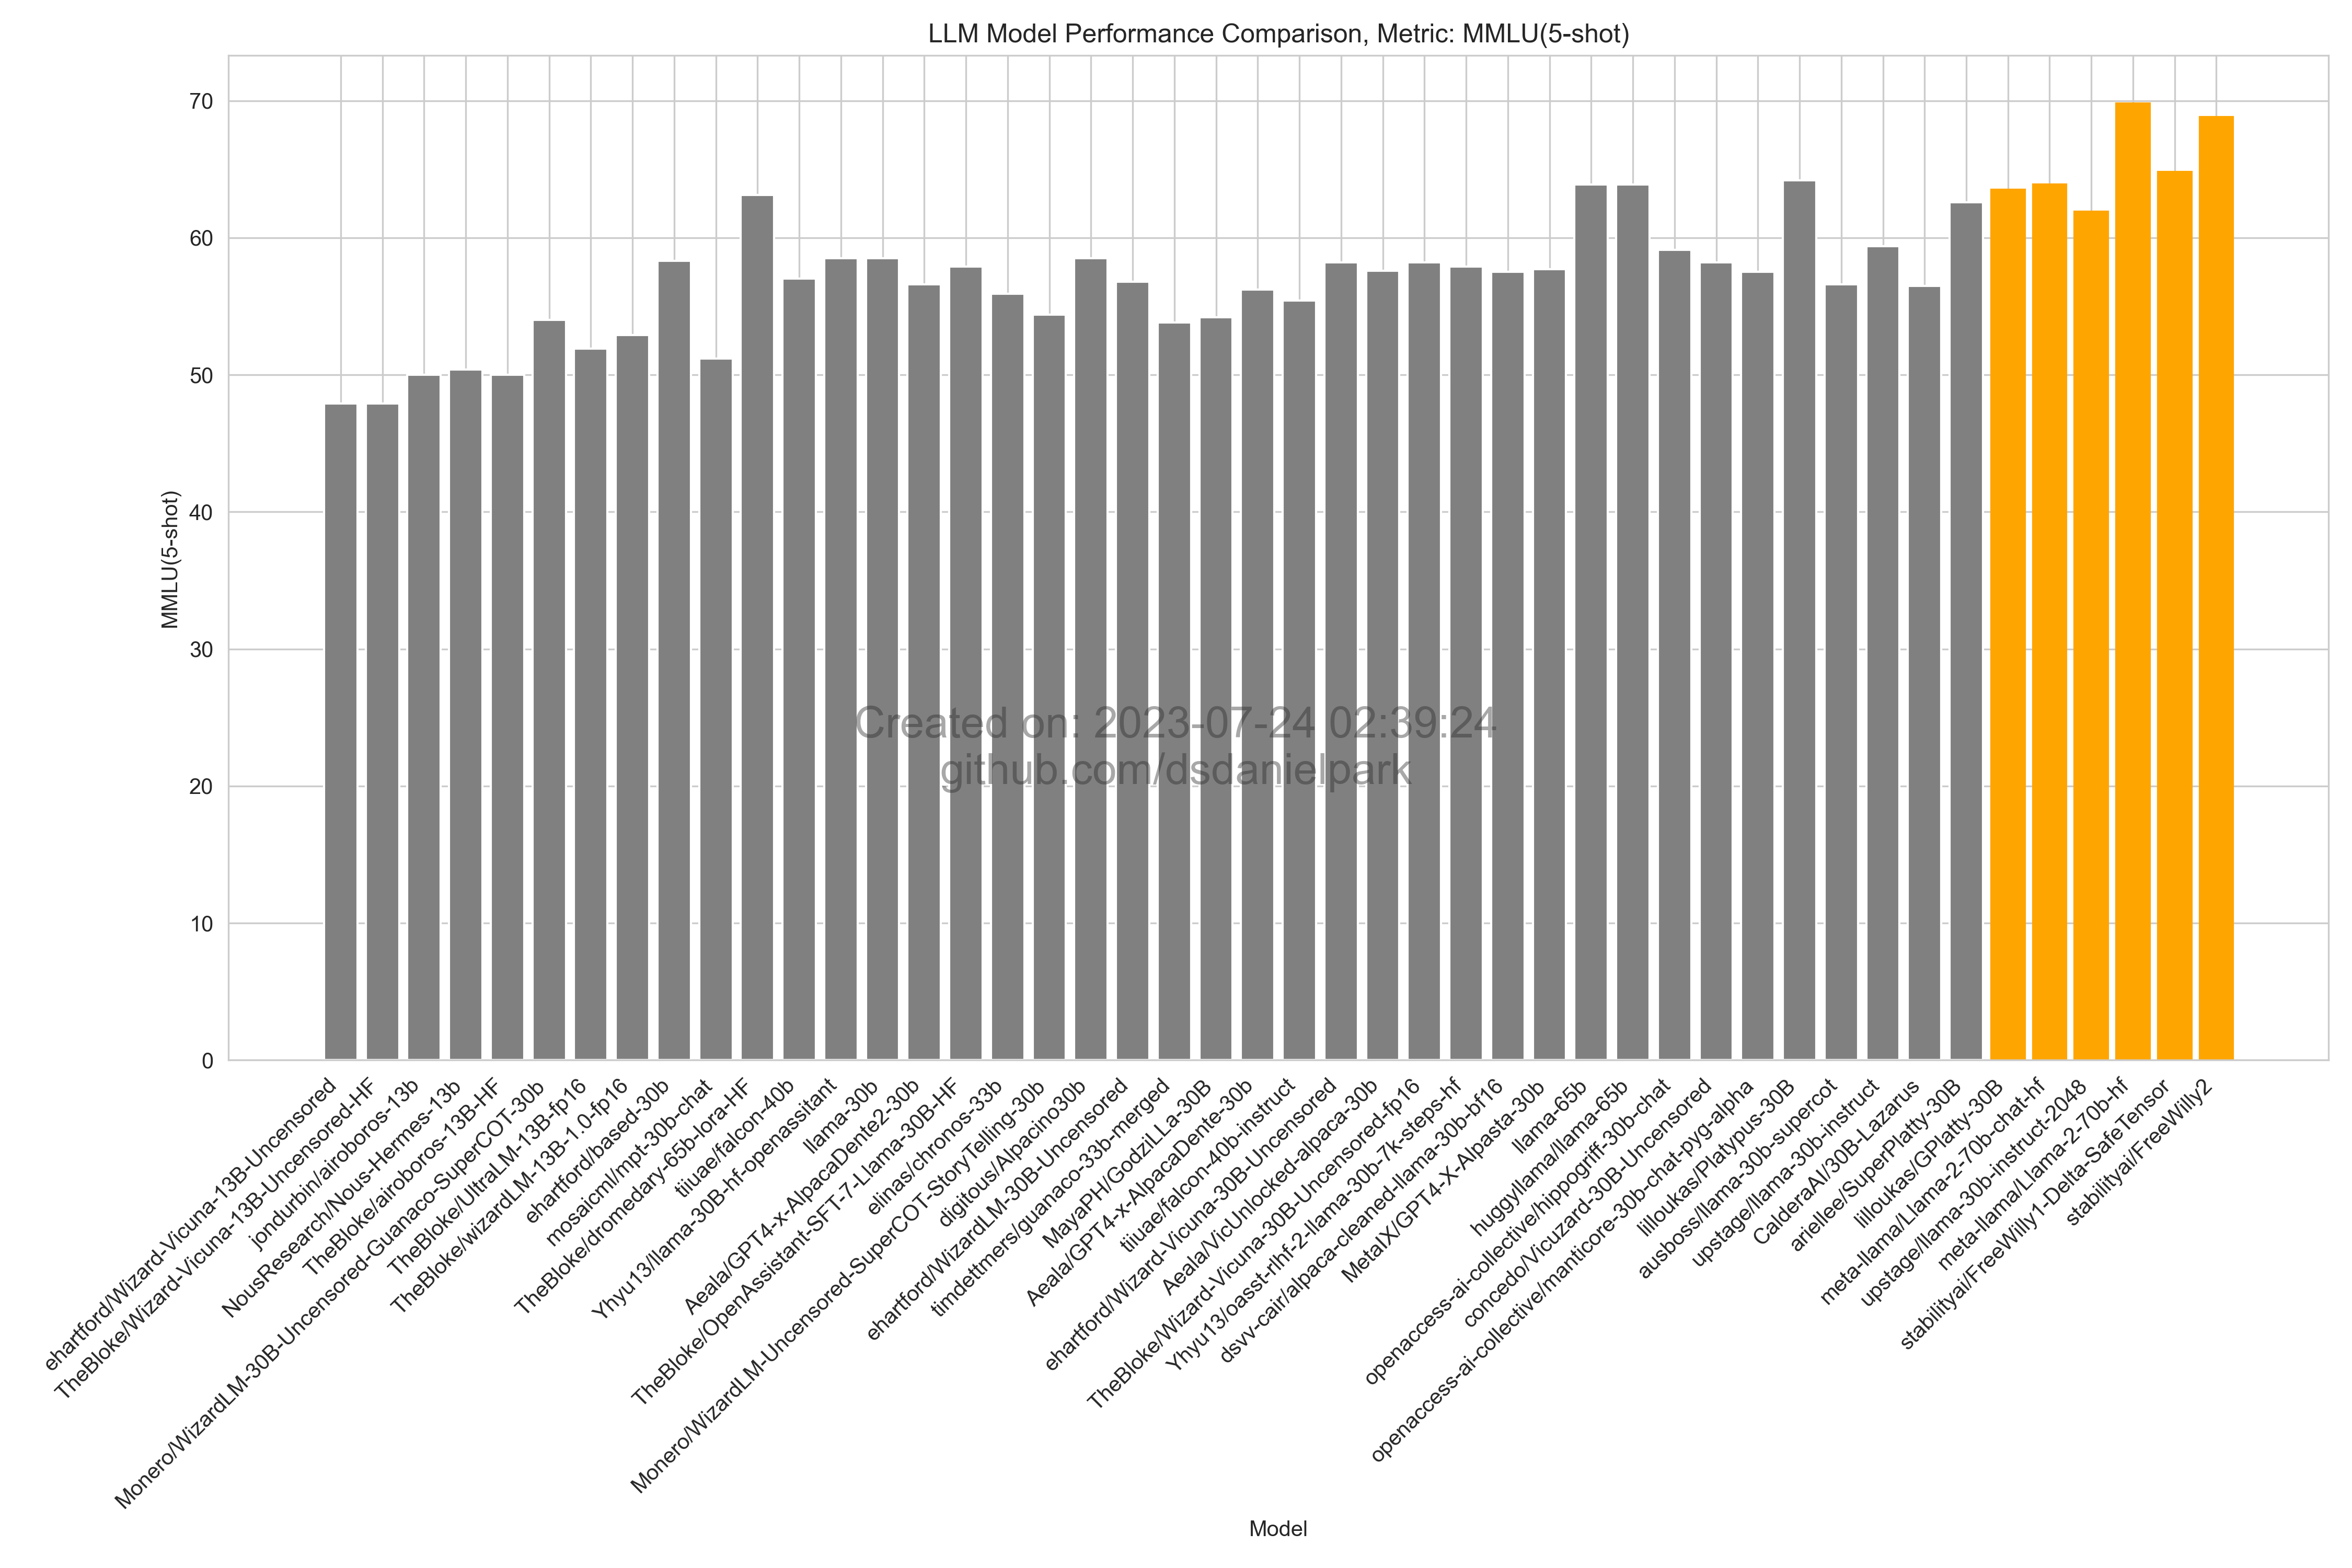 LLM Model Performance Comparison, Metric: MMLU(5-shot)
MMLU(5-shot)
70
60
50
40
30
20
10
0
Created on: 2023-07-24 02:39:24
github.com/dsdanielpark
ehartford/Wizard-Vicuna-13B-Uncensored
TheBloke/Wizard-Vicuna-13B-Uncensored-HF
jondurbin/airoboros-13b
NousResearch/Nous-Hermes-13b
TheBloke/airoboros-13B-HF
Monero/WizardLM-30B-Uncensored-Guanaco-SuperCOT-30b
TheBloke/UltraLM-13B-fp16
TheBloke/wizardLM-13B-1.0-fp16
ehartford/based-30b
mosaicml/mpt-30b-chat
TheBloke/dromedary-65b-lora-HF
tiiuae/falcon-40b
Yhyu13/llama-30B-hf-openassitant
llama-30b
Aeala/GPT4-x-AlpacaDente2-30b
TheBloke/OpenAssistant-SFT-7-Llama-30B-HF
elinas/chronos-33b
Monero/WizardLM-Uncensored-SuperCOT-StoryTelling-30b
digitous/Alpacino30b
ehartford/WizardLM-30B-Uncensored
timdettmers/guanaco-33b-merged
MayaPH/GodziLLa-30B
Aeala/GPT4-x-AlpacaDente-30b
tiiuae/falcon-40b-instruct
ehartford/Wizard-Vicuna-30B-Uncensored
Aeala/VicUnlocked-alpaca-30b
TheBloke/Wizard-Vicuna-30B-Uncensored-fp16
Yhyu13/oasst-rlhf-2-llama-30b-7k-steps-hf
dsvv-cair/alpaca-cleaned-llama-30b-bf16
MetaIX/GPT4-X-Alpasta-30b
llama-65b
huggyllama/llama-65b
openaccess-ai-collective/hippogriff-30b-chat
concedo/Vicuzard-30B-Uncensored
openaccess-ai-collective/manticore-30b-chat-pyg-alpha
lilloukas/Platypus-30B
ausboss/llama-30b-supercot
upstage/llama-30b-instruct
CalderaAI/30B-Lazarus
ariellee/SuperPlatty-30B
lilloukas/GPlatty-30B
meta-llama/Llama-2-70b-chat-hf
upstage/llama-30b-instruct-2048
meta-llama/Llama-2-70b-hf
stabilityai/FreeWilly1-Delta-SafeTensor
stabilityai/FreeWilly2
Model